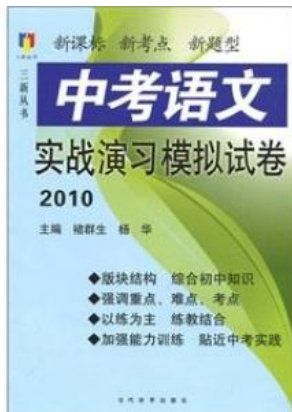 新课标 新考点 新题型
三新丛书
中考语文
实战演习模拟试卷
2010
主编 褚群生 杨华
◆版块结构 综合初中知识
◆强调重点、难点、考点
◆以练为主 练教结合
◆加强能力训练 贴近中考实践